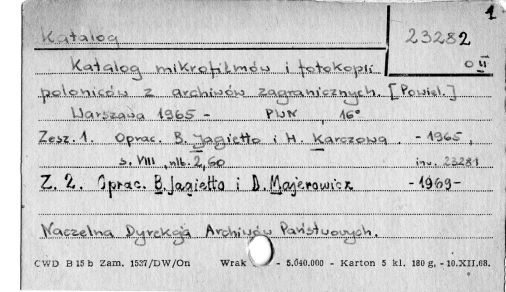 1
Katalog
23282
O II
Katalog mikrofilmów i fotokopii
poloniców z archiwów zagranicznych. [Powiel.]
Warszawa 1965 - PWN, 16°
Zesz. 1. Oprac. B. Jagiełło i H. Karczowa. - 1965,
s. VIII, nlb. 2, 60 inw. 23281
Z. 2. Oprac. B. Jagiełło i D. Majerowicz - 1969 -
Naczelna Dyrekcja Archiwów Państwowych.
CWD B 15 b Zam. 1537/DW/On Wrak - 5.040.000 - Karton 5 kl. 180 g, - 10.XII.68.